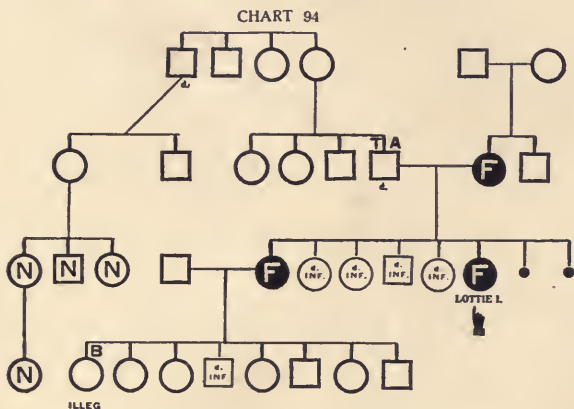 CHART 94
d.
T A
d.
F
N N N
F
d. INF.
d. INF.
d. INF.
d. INF.
F
LOTTIE I.
N
B
d. INF
ILLEG